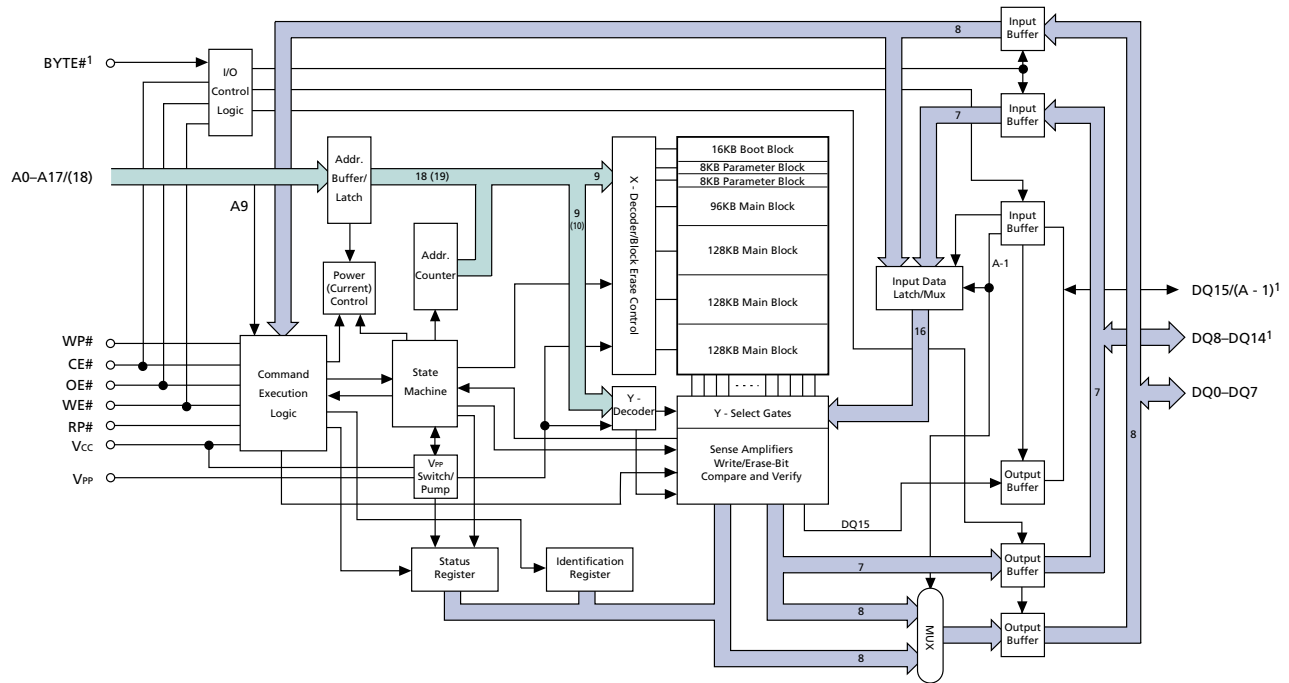 8
Input
Buffer
BYTE#1
I/O
Control
Logic
Input
Buffer
7
A0–A17/(18)
Addr.
Buffer/
Latch
18 (19)
9
9
(10)
A9
X - Decoder/Block Erase Control
16KB Boot Block
8KB Parameter Block
8KB Parameter Block
96KB Main Block
128KB Main Block
128KB Main Block
128KB Main Block
Input
Buffer
A-1
Addr.
Counter
Power
(Current)
Control
Input Data
Latch/Mux
16
DQ15/(A - 1)1
DQ8–DQ141
DQ0–DQ7
7
8
WP#
CE#
OE#
WE#
RP#
VCC
VPP
Command
Execution
Logic
State
Machine
VPP
Switch/
Pump
Y -
Decoder
- - - -
Y - Select Gates
Sense Amplifiers
Write/Erase-Bit
Compare and Verify
Output
Buffer
DQ15
Status
Register
Identification
Register
7
Output
Buffer
8
8
MUX
Output
Buffer